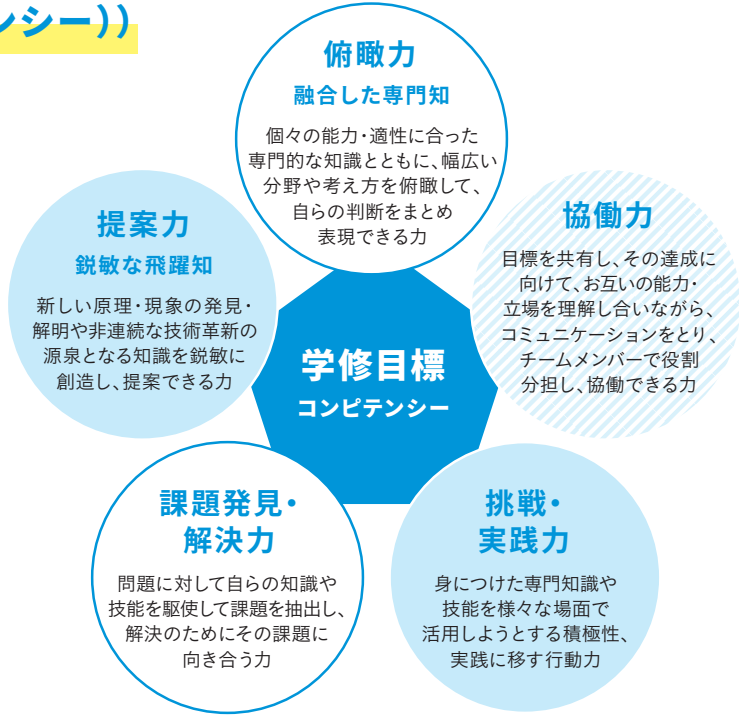 ンシー))
俯瞰力
融合した専門知
個々の能力・適性に合った
専門的な知識とともに、幅広い
分野や考え方を俯瞰して、
自らの判断をまとめ
表現できる力
提案力
鋭敏な飛躍知
新しい原理・現象の発見・
解明や非連続な技術革新の
源泉となる知識を鋭敏に
創造し、提案できる力
協働力
目標を共有し、その達成に
向けて、お互いの能力・
立場を理解し合いながら、
コミュニケーションをとり、
チームメンバーで役割
分担し、協働できる力
学修目標
コンピテンシー
課題発見・
解決力
問題に対して自らの知識や
技能を駆使して課題を抽出し、
解決のためにその課題に
向き合う力
挑戦・
実践力
身につけた専門知識や
技能を様々な場面で
活用しようとする積極性、
実践に移す行動力